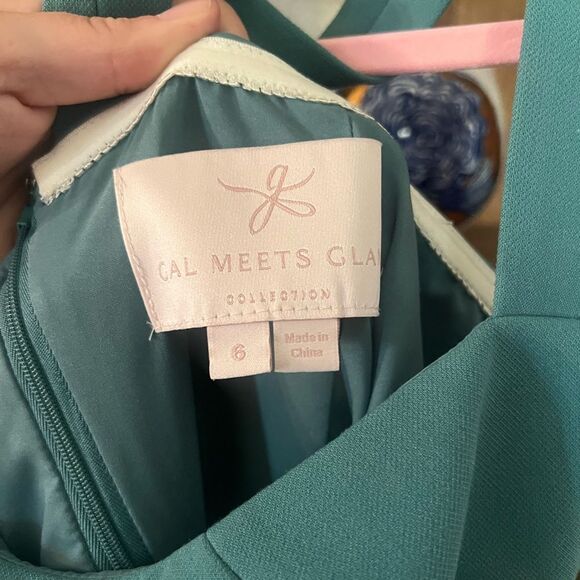 g
CAL MEETS GLA
COLLECTION
6
Made in
China